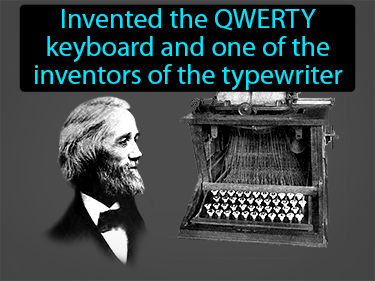 Invented the QWERTY
keyboard and one of the
inventors of the typewriter